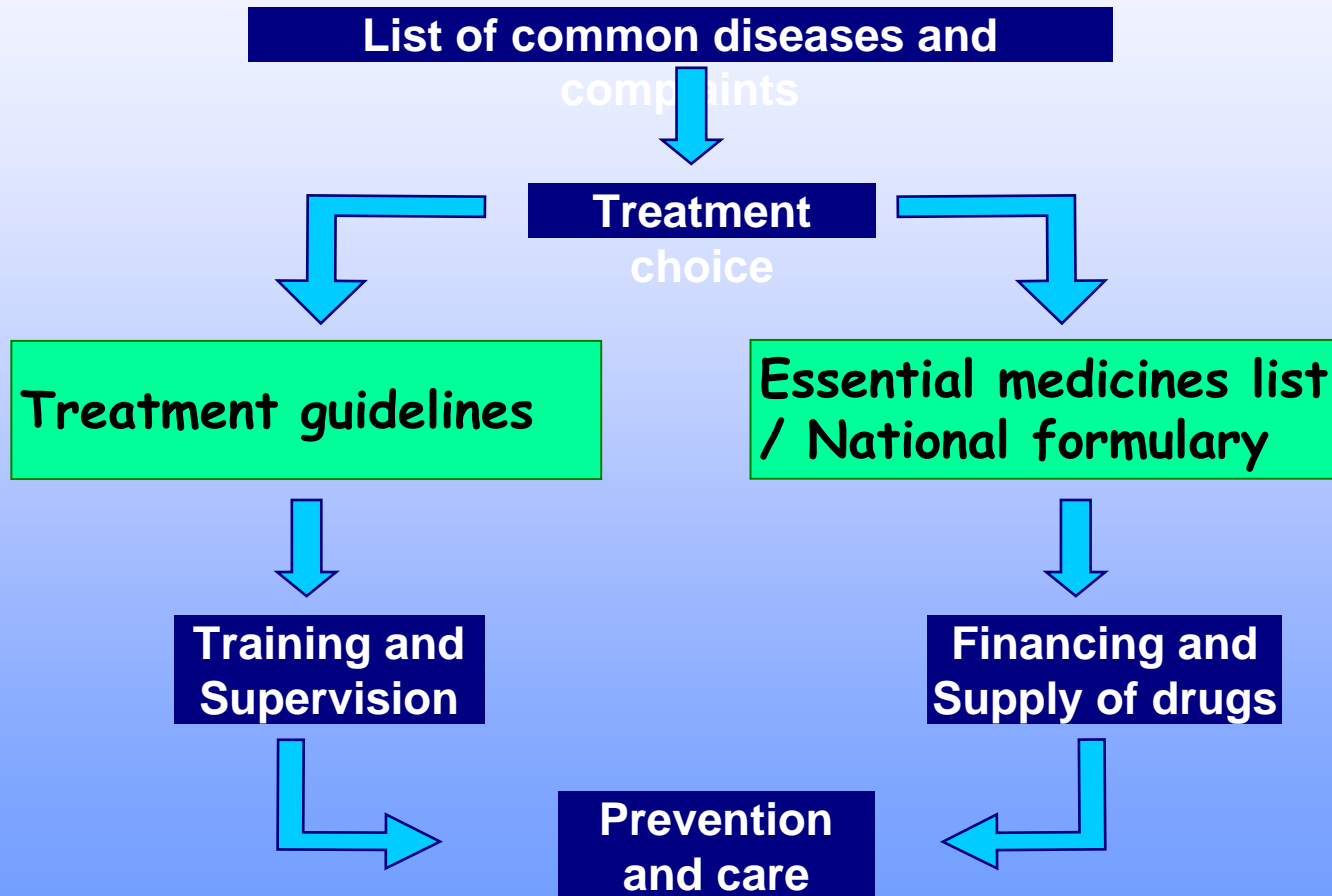 List of common diseases and
complaints
Treatment
choice
Treatment guidelines
Essential medicines list
/ National formulary
Training and
Supervision
Financing and
Supply of drugs
Prevention
and care